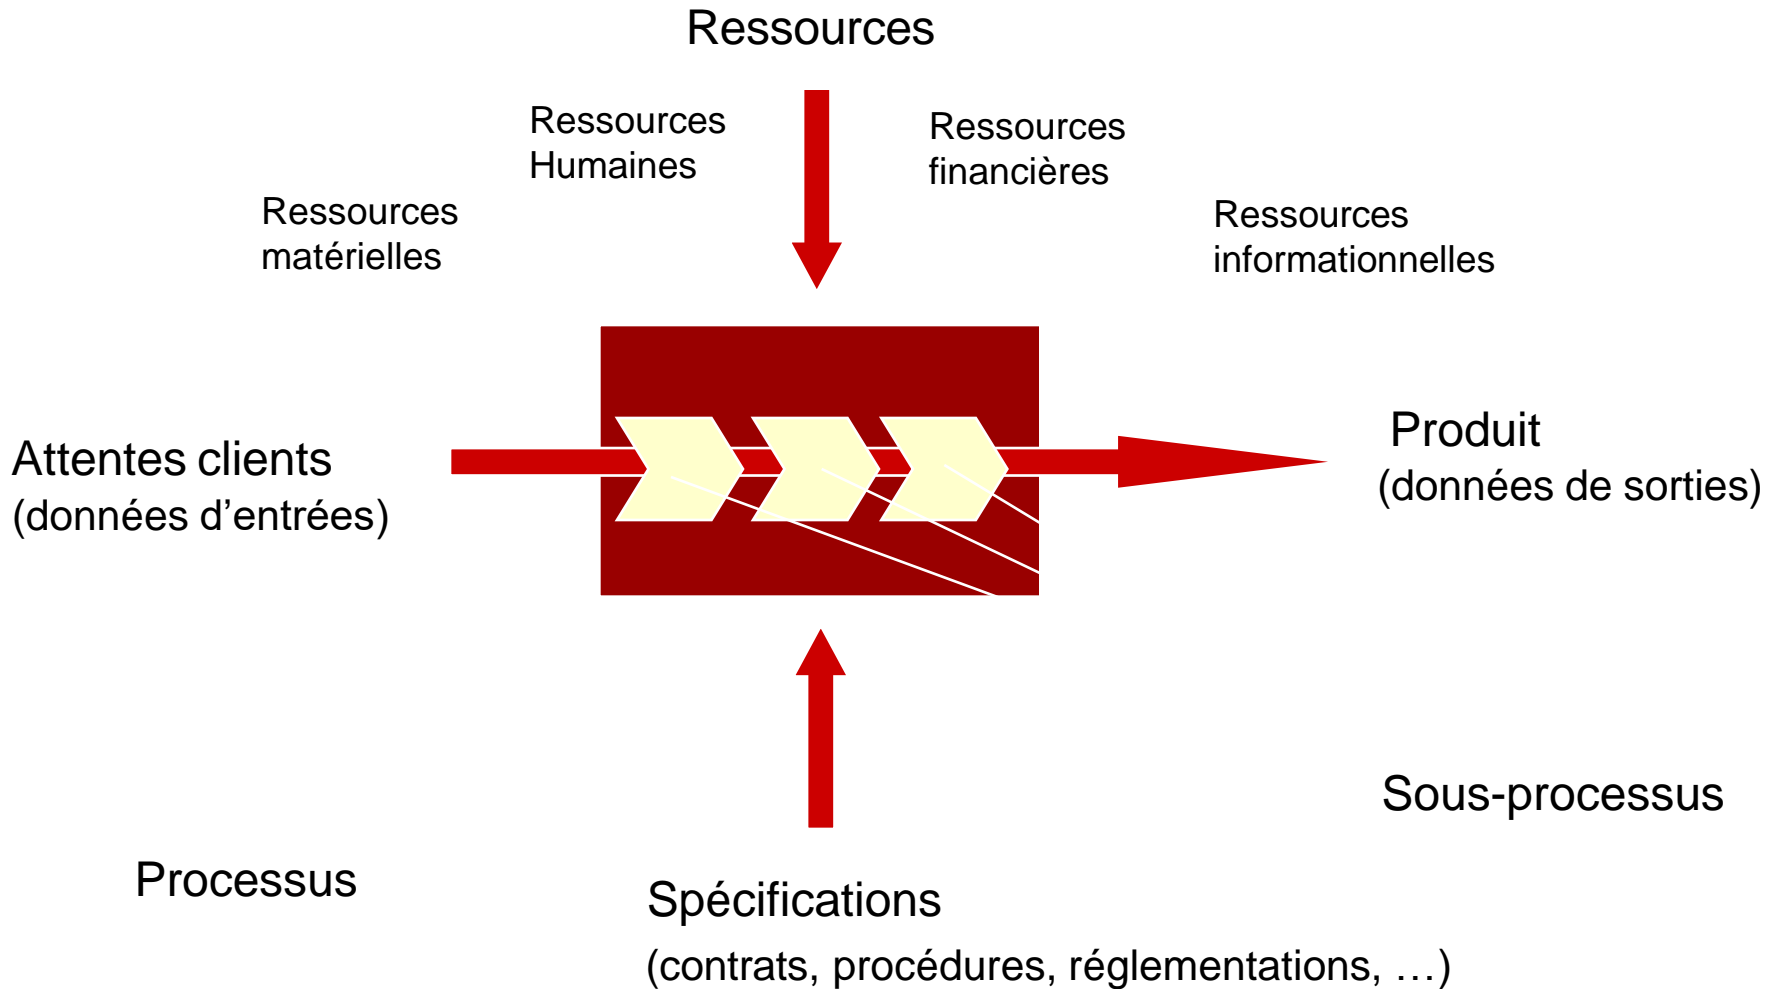 Ressources
Ressources
Humaines
Ressources
financières
Ressources
matérielles
Ressources
informationnelles
Attentes clients
(données d’entrées)
Produit
(données de sorties)
Sous-processus
Processus
Spécifications
(contrats, procédures, réglementations, …)